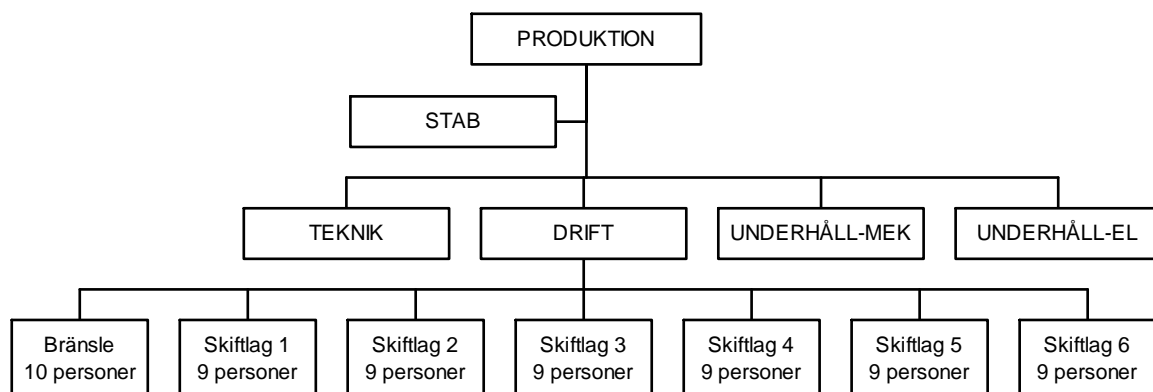 PRODUKTION
STAB
TEKNIK
DRIFT
UNDERHÅLL-MEK
UNDERHÅLL-EL
Bränsle
10 personer
Skiftlag 1
9 personer
Skiftlag 2
9 personer
Skiftlag 3
9 personer
Skiftlag 4
9 personer
Skiftlag 5
9 personer
Skiftlag 6
9 personer